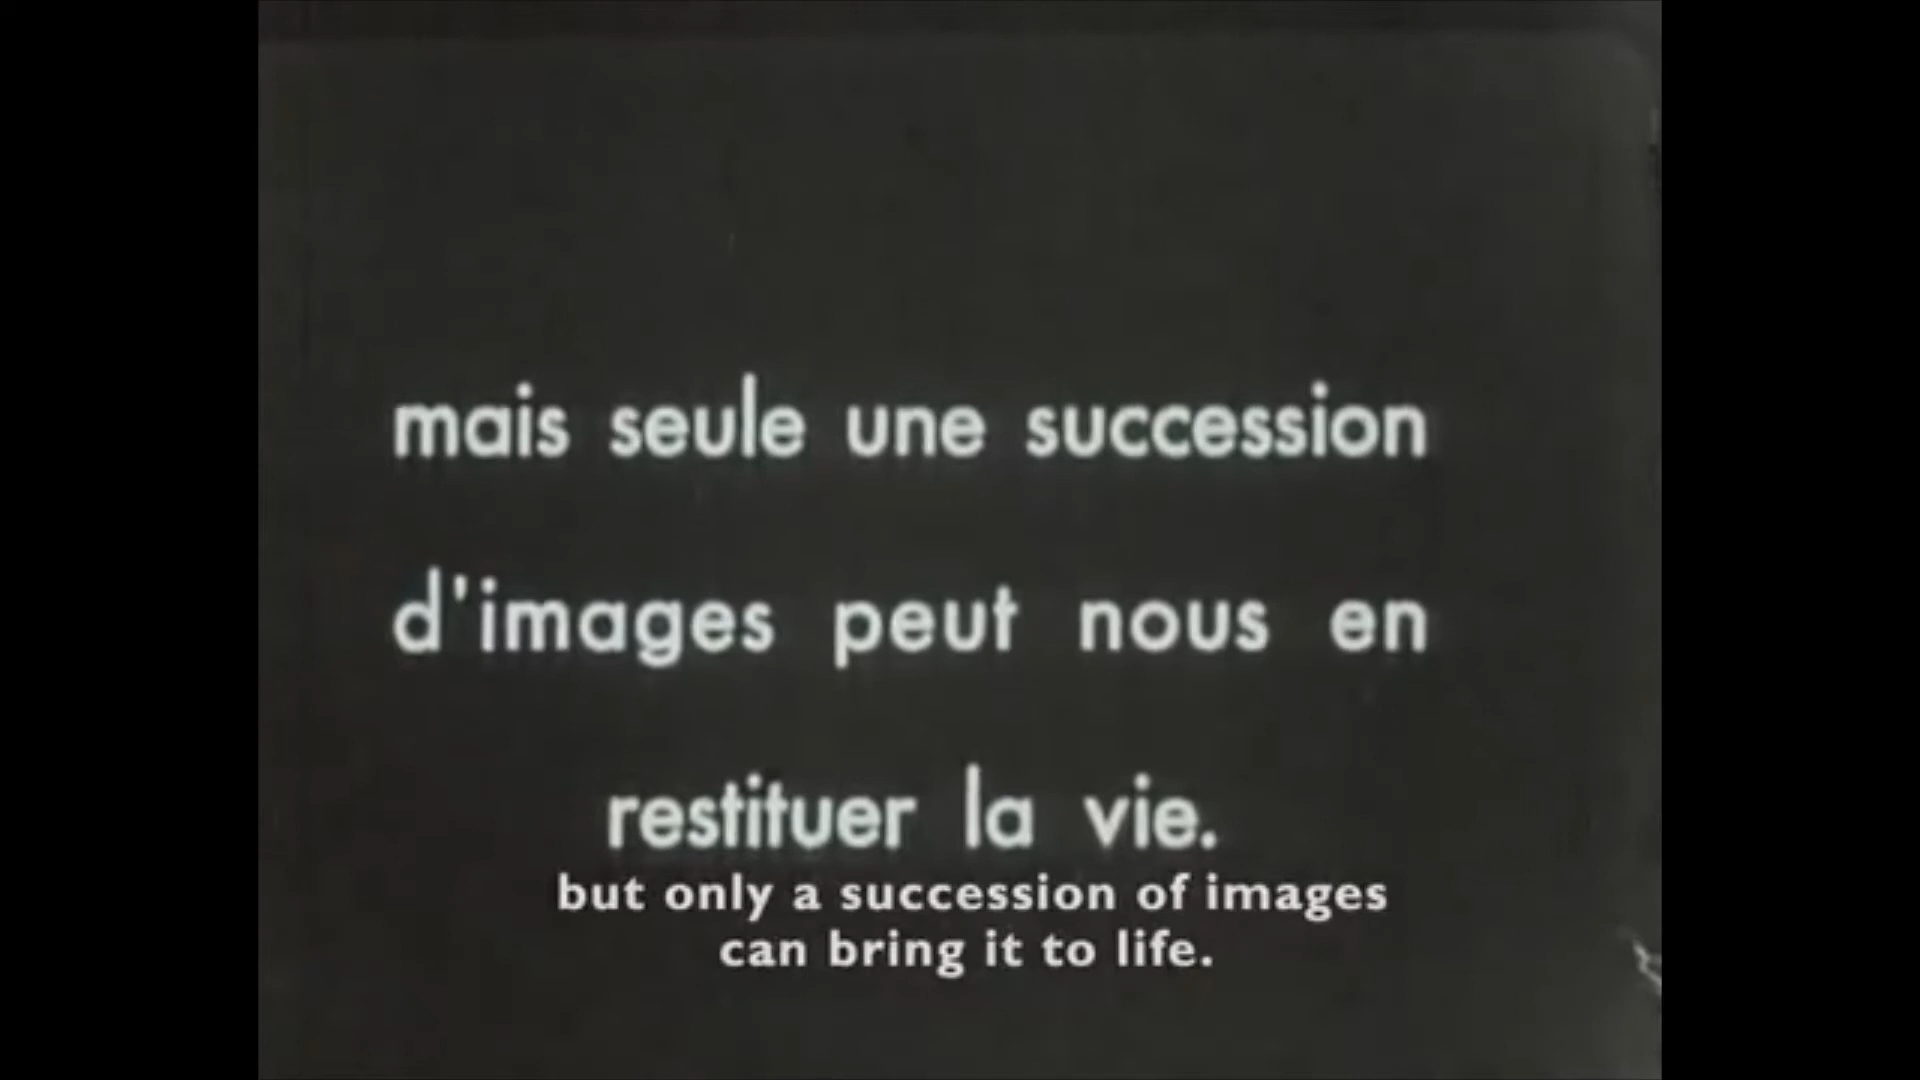 mais seule une succession
d'images peut nous en
restituer la vie.
but only a succession of images
can bring it to life.